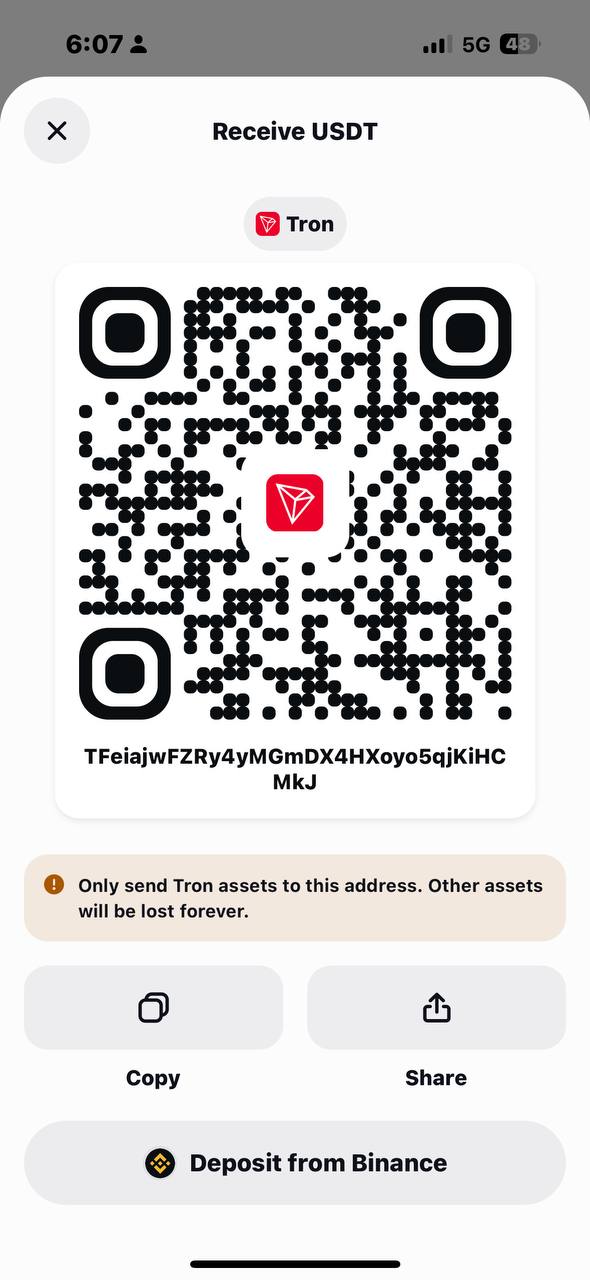 6:07
5G
48
Receive USDT
Tron
TFeiajwFZRy4yMGmDX4HXoyo5qjKiHC
MkJ
Only send Tron assets to this address. Other assets
will be lost forever.
Copy
Share
Deposit from Binance